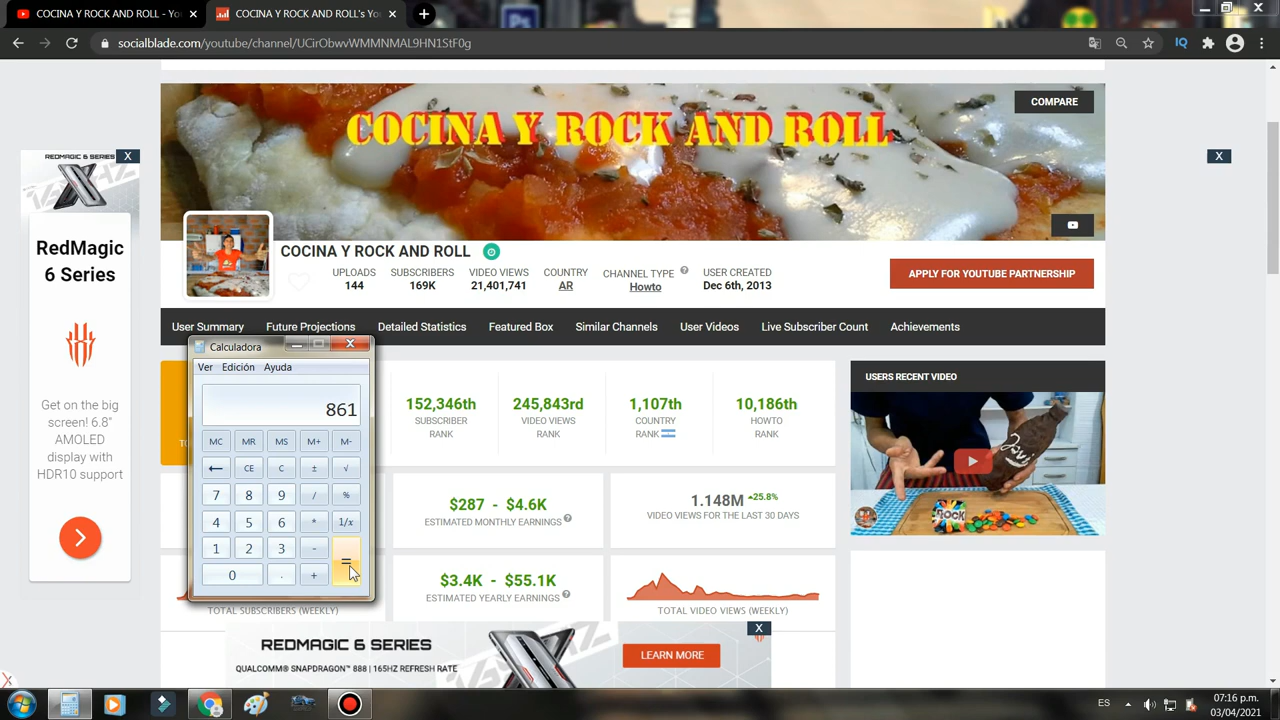 COCINA Y ROCK AND ROLL - Yo
COCINA Y ROCK AND ROLL's Yo
socialblade.com/youtube/channel/UCirObwvWMMNMAL9HN1StF0g
IQ
COCINA Y ROCK AND ROLL
COMPARE
COCINA Y ROCK AND ROLL
UPLOADS SUBSCRIBERS VIDEO VIEWS COUNTRY CHANNEL TYPE USER CREATED
144 169K 21,401,741 AR Howto Dec 6th, 2013
APPLY FOR YOUTUBE PARTNERSHIP
User Summary Future Projections Detailed Statistics Featured Box Similar Channels User Videos Live Subscriber Count Achievements
REDMAGIC 6 SERIES
X
RedMagic
6 Series
Get on the big
screen! 6.8"
AMOLED
display with
HDR10 support
X
Calculadora
Ver Edición Ayuda
861
MC MR MS M+ M-
← CE C ± √
7 8 9 / %
4 5 6 * 1/x
1 2 3 - =
0 . +
TO
152,346th 245,843rd 1,107th 10,186th
SUBSCRIBER VIDEO VIEWS COUNTRY HOWTO
RANK RANK RANK RANK
$287 - $4.6K
ESTIMATED MONTHLY EARNINGS
1.148M 25.8%
VIDEO VIEWS FOR THE LAST 30 DAYS
TOTAL SUBSCRIBERS (WEEKLY)
$3.4K - $55.1K
ESTIMATED YEARLY EARNINGS
TOTAL VIDEO VIEWS (WEEKLY)
USERS RECENT VIDEO
Javi
ROCK
REDMAGIC 6 SERIES
QUALCOMM® SNAPDRAGON™ 888 | 165HZ REFRESH RATE
LEARN MORE
X
ES
07:16 p.m.
03/04/2021